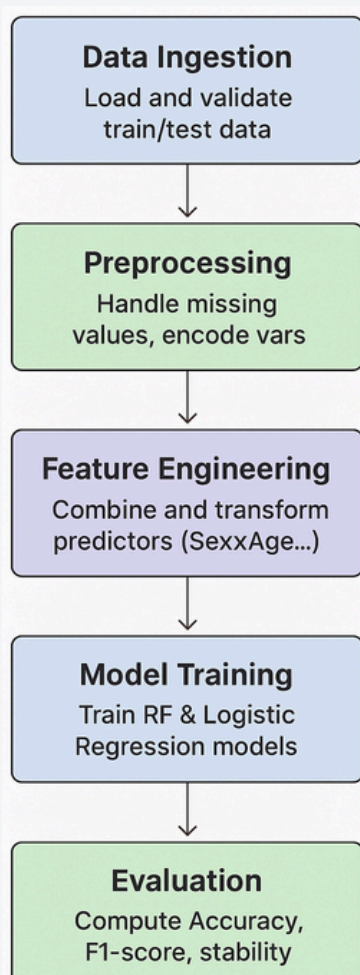 Data Ingestion
Load and validate
train/test data
Preprocessing
Handle missing
values, encode vars
Feature Engineering
Combine and transform
predictors (SexxAge...)
Model Training
Train RF & Logistic
Regression models
Evaluation
Compute Accuracy,
F1-score, stability